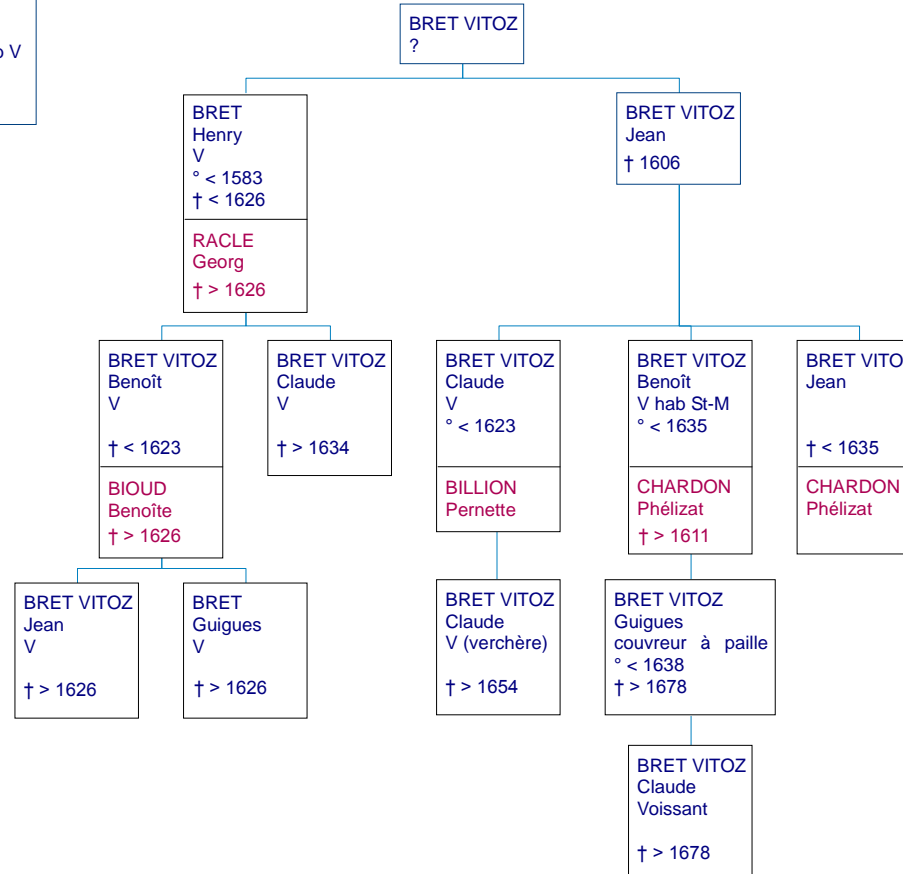 V
BRET VITOZ
?
BRET
Henry
V
° < 1583
† < 1626
RACLE
Georg
† > 1626
BRET VITOZ
Jean
† 1606
BRET VITOZ
Benoît
V
† < 1623
BIOUD
Benoîte
† > 1626
BRET VITOZ
Claude
V
† > 1634
BRET VITOZ
Claude
V
° < 1623
BILLION
Pernette
BRET VITOZ
Benoît
V hab St-M
° < 1635
CHARDON
Phélizat
† > 1611
BRET VITO
Jean
† < 1635
CHARDON
Phélizat
BRET VITOZ
Jean
V
† > 1626
BRET
Guigues
V
† > 1626
BRET VITOZ
Claude
V (verchère)
† > 1654
BRET VITOZ
Guigues
couvreur à paille
° < 1638
† > 1678
BRET VITOZ
Claude
Voissant
† > 1678